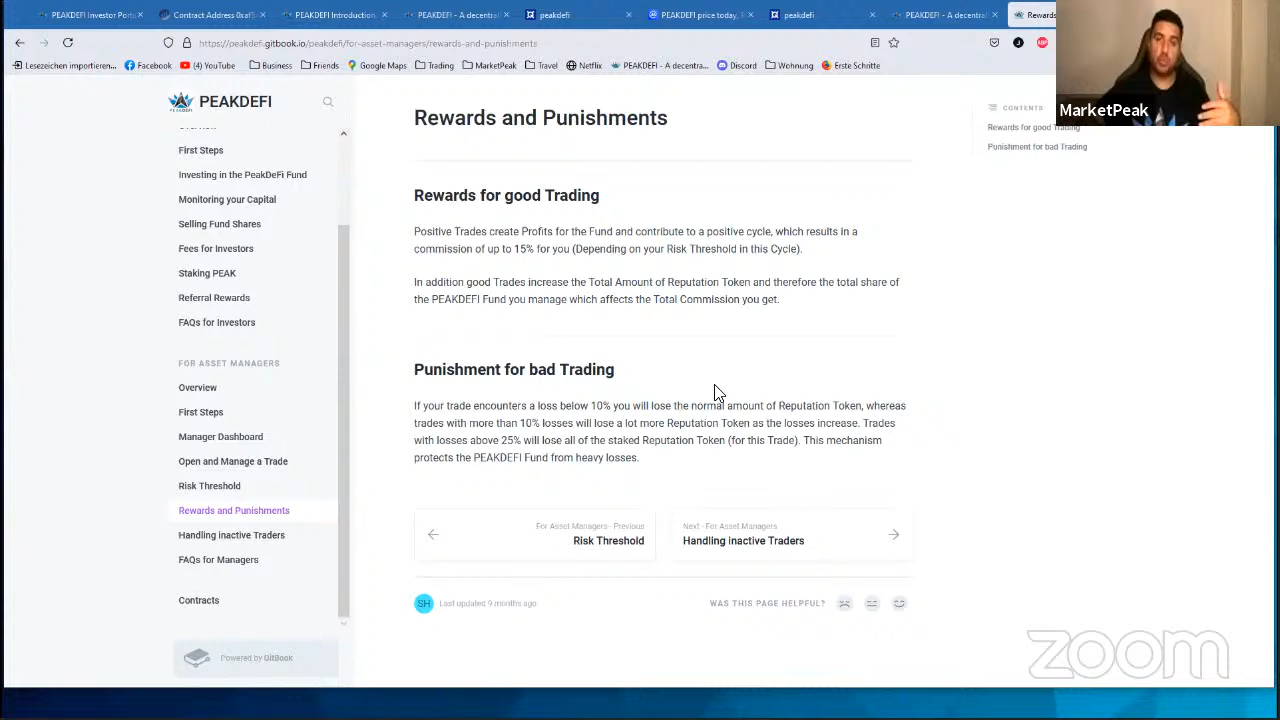 PEAKDEFI Investor Port
Contract Address 0xaf
PEAKDEFI Introduction
PEAKDEFI - A decentral
peakdefi
PEAKDEFI price today,
peakdefi
PEAKDEFI - A decentral
Rewards
https://peakdefi.gitbook.io/peakdefi/for-asset-managers/rewards-and-punishments
Lesezeichen importieren...
Facebook
(4) YouTube
Business
Friends
Google Maps
Trading
MarketPeak
Travel
Netflix
PEAKDEFI - A decentra...
Discord
Wohnung
Erste Schritte
MarketPeak
PEAKDEFI
Overview
First Steps
Investing in the PeakDeFi Fund
Monitoring your Capital
Selling Fund Shares
Fees for Investors
Staking PEAK
Referral Rewards
FAQs for Investors
FOR ASSET MANAGERS
Overview
First Steps
Manager Dashboard
Open and Manage a Trade
Risk Threshold
Rewards and Punishments
Handling inactive Traders
FAQs for Managers
Contracts
Powered by GitBook
Rewards and Punishments
Rewards for good Trading
Positive Trades create Profits for the Fund and contribute to a positive cycle, which results in a
commission of up to 15% for you (Depending on your Risk Threshold in this Cycle).
In addition good Trades increase the Total Amount of Reputation Token and therefore the total share of
the PEAKDEFI Fund you manage which affects the Total Commission you get.
Punishment for bad Trading
If your trade encounters a loss below 10% you will lose the normal amount of Reputation Token, whereas
trades with more than 10% losses will lose a lot more Reputation Token as the losses increase. Trades
with losses above 25% will lose all of the staked Reputation Token (for this Trade). This mechanism
protects the PEAKDEFI Fund from heavy losses.
For Asset Managers - Previous
Risk Threshold
Next - For Asset Managers
Handling inactive Traders
SH
Last updated 9 months ago
WAS THIS PAGE HELPFUL?
CONTENTS
Rewards for good Trading
Punishment for bad Trading
zoom